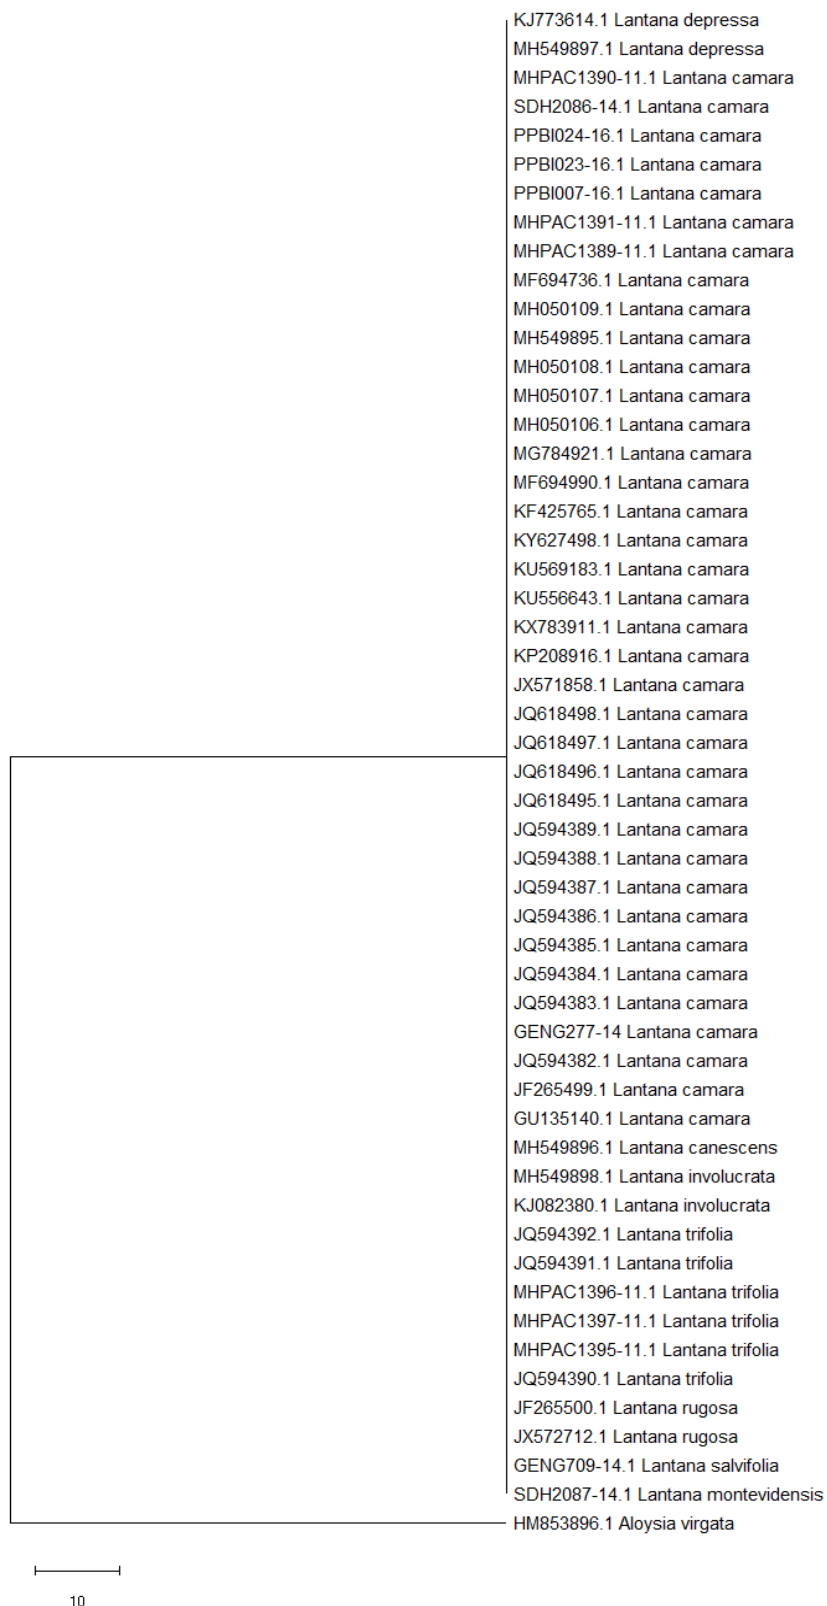 KJ773614.1 Lantana depressa
MH549897.1 Lantana depressa
MHPAC1390-11.1 Lantana camara
SDH2086-14.1 Lantana camara
PPBI024-16.1 Lantana camara
PPBI023-16.1 Lantana camara
PPBI007-16.1 Lantana camara
MHPAC1391-11.1 Lantana camara
MHPAC1389-11.1 Lantana camara
MF694736.1 Lantana camara
MH050109.1 Lantana camara
MH549895.1 Lantana camara
MH050108.1 Lantana camara
MH050107.1 Lantana camara
MH050106.1 Lantana camara
MG784921.1 Lantana camara
MF694990.1 Lantana camara
KF425765.1 Lantana camara
KY627498.1 Lantana camara
KU569183.1 Lantana camara
KU556643.1 Lantana camara
KX783911.1 Lantana camara
KP208916.1 Lantana camara
JX571858.1 Lantana camara
JQ618498.1 Lantana camara
JQ618497.1 Lantana camara
JQ618496.1 Lantana camara
JQ618495.1 Lantana camara
JQ594389.1 Lantana camara
JQ594388.1 Lantana camara
JQ594387.1 Lantana camara
JQ594386.1 Lantana camara
JQ594385.1 Lantana camara
JQ594384.1 Lantana camara
JQ594383.1 Lantana camara
GENG277-14 Lantana camara
JQ594382.1 Lantana camara
JF265499.1 Lantana camara
GU135140.1 Lantana camara
MH549896.1 Lantana canescens
MH549898.1 Lantana involucrata
KJ082380.1 Lantana involucrata
JQ594392.1 Lantana trifolia
JQ594391.1 Lantana trifolia
MHPAC1396-11.1 Lantana trifolia
MHPAC1397-11.1 Lantana trifolia
MHPAC1395-11.1 Lantana trifolia
JQ594390.1 Lantana trifolia
JF265500.1 Lantana rugosa
JX572712.1 Lantana rugosa
GENG709-14.1 Lantana salvifolia
SDH2087-14.1 Lantana montevidensis
HM853896.1 Aloysia virgata
10